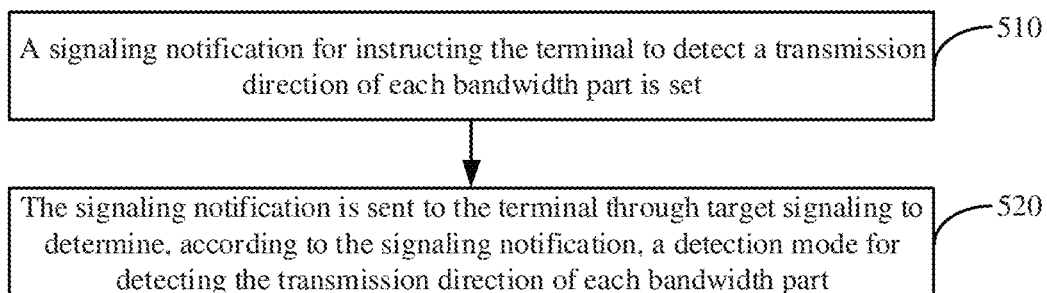 A signaling notification for instructing the terminal to detect a transmission
direction of each bandwidth part is set
510
The signaling notification is sent to the terminal through target signaling to
determine, according to the signaling notification, a detection mode for
detecting the transmission direction of each bandwidth part
520